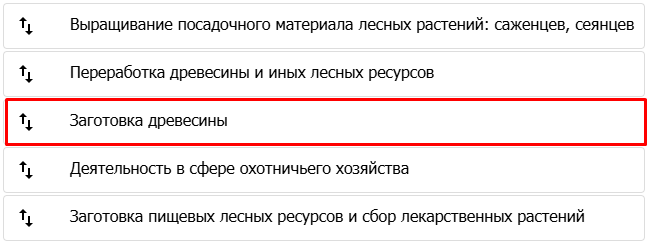 Выращивание посадочного материала лесных растений: саженцев, сеянцев
Переработка древесины и иных лесных ресурсов
Заготовка древесины
Деятельность в сфере охотничьего хозяйства
Заготовка пищевых лесных ресурсов и сбор лекарственных растений